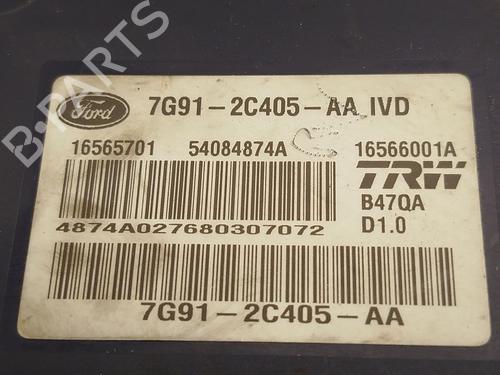 B-PARTS
Ford
7G91-2C405-AA IVD
16565701 54084874A 16566001A
TRW
B47QA
4874A027680307072 D1.0
7G91-2C405-AA